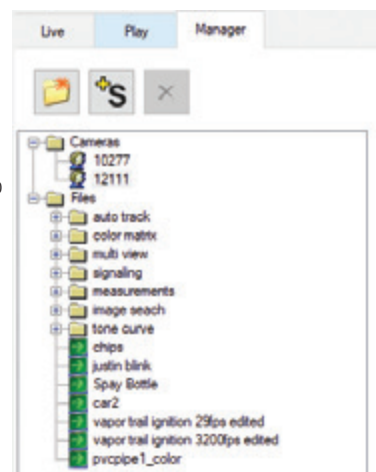 Live Play Manager
S
Cameras
10277
12111
Files
auto track
color matrix
multi view
signaling
measurements
image seach
tone curve
chips
justin blink
Spay Bottle
car2
vapor trail ignition 29fps edited
vapor trail ignition 3200fps edited
pvcpipe1_color